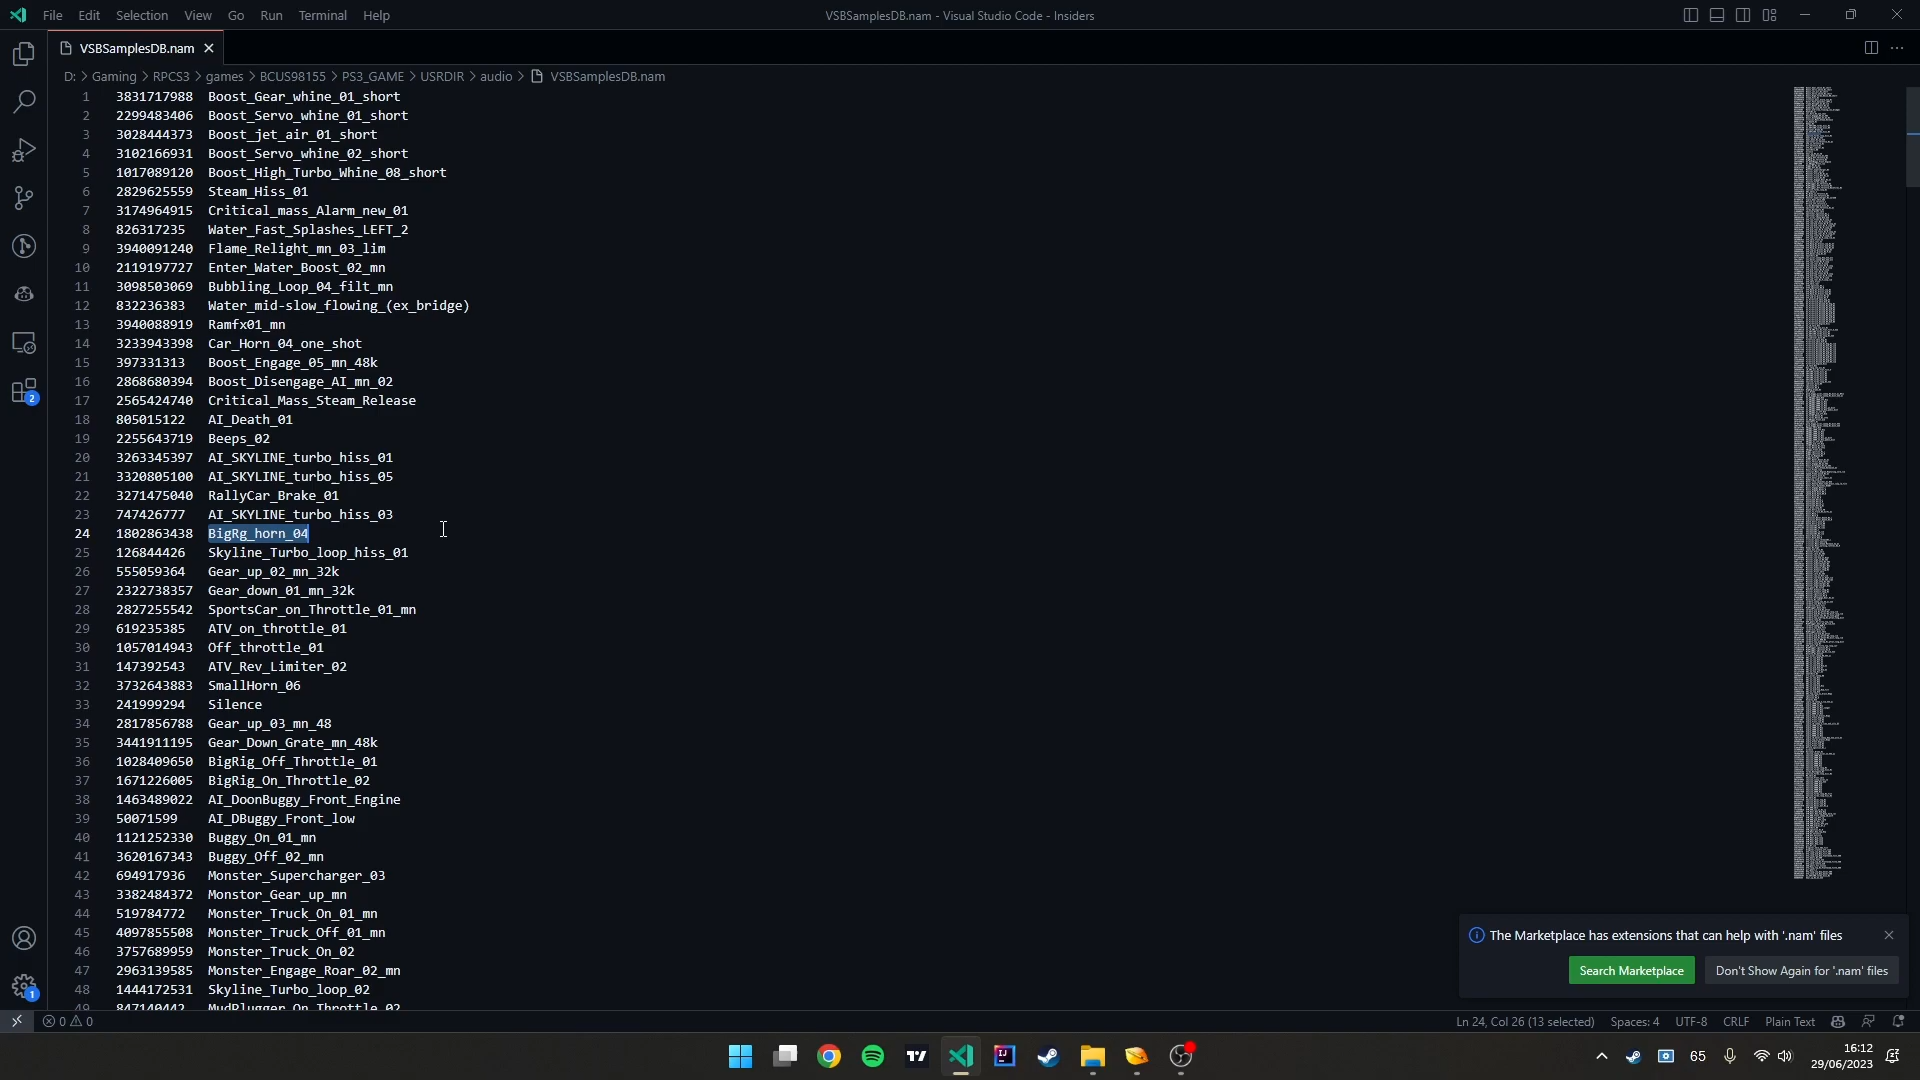 File Edit Selection View Go Run Terminal Help VSBSamplesDB.nam - Visual Studio Code - Insiders
VSBSamplesDB.nam
D: > Gaming > RPCS3 > games > BCUS98155 > PS3_GAME > USRDIR > audio > VSBSamplesDB.nam
1 3831717988 Boost_Gear_whine_01_short
2 2299483406 Boost_Servo_whine_01_short
3 3028444373 Boost_jet_air_01_short
4 3102166931 Boost_Servo_whine_02_short
5 1017089120 Boost_High_Turbo_Whine_08_short
6 2829625559 Steam_Hiss_01
7 3174964915 Critical_mass_Alarm_new_01
8 826317235 Water_Fast_Splashes_LEFT_2
9 3940091240 Flame_Relight_mn_03_lim
10 2119197727 Enter_Water_Boost_02_mn
11 3098503069 Bubbling_Loop_04_filt_mn
12 832236383 Water_mid-slow_flowing_(ex_bridge)
13 3940088919 Ramfx01_mn
14 3233943398 Car_Horn_04_one_shot
15 397331313 Boost_Engage_05_mn_48k
16 2868680394 Boost_Disengage_AI_mn_02
17 2565424740 Critical_Mass_Steam_Release
18 805015122 AI_Death_01
19 2255643719 Beeps_02
20 3263345397 AI_SKYLINE_turbo_hiss_01
21 3320805100 AI_SKYLINE_turbo_hiss_05
22 3271475040 RallyCar_Brake_01
23 747426777 AI_SKYLINE_turbo_hiss_03
24 1802863438 BigRg_horn_04
25 126844426 Skyline_Turbo_loop_hiss_01
26 555059364 Gear_up_02_mn_32k
27 2322738357 Gear_down_01_mn_32k
28 2827255542 SportsCar_on_Throttle_01_mn
29 619235385 ATV_on_throttle_01
30 1057014943 Off_throttle_01
31 147392543 ATV_Rev_Limiter_02
32 3732643883 SmallHorn_06
33 241999294 Silence
34 2817856788 Gear_up_03_mn_48
35 3441911195 Gear_Down_Grate_mn_48k
36 1028409650 BigRig_Off_Throttle_01
37 1671226005 BigRig_On_Throttle_02
38 1463489022 AI_DoonBuggy_Front_Engine
39 50071599 AI_DBuggy_Front_low
40 1121252330 Buggy_On_01_mn
41 3620167343 Buggy_Off_02_mn
42 694917936 Monster_Supercharger_03
43 3382484372 Monstor_Gear_up_mn
44 519784772 Monster_Truck_On_01_mn
45 4097855508 Monster_Truck_Off_01_mn
46 3757689959 Monster_Truck_On_02
47 2963139585 Monster_Engage_Roar_02_mn
48 1444172531 Skyline_Turbo_loop_02
49 847140442 MudPlugger_On_Throttle_02
2
1
The Marketplace has extensions that can help with '.nam' files
Search Marketplace Don't Show Again for '.nam' files
0 0 Ln 24, Col 26 (13 selected) Spaces: 4 UTF-8 CRLF Plain Text
65 16:12
29/06/2023